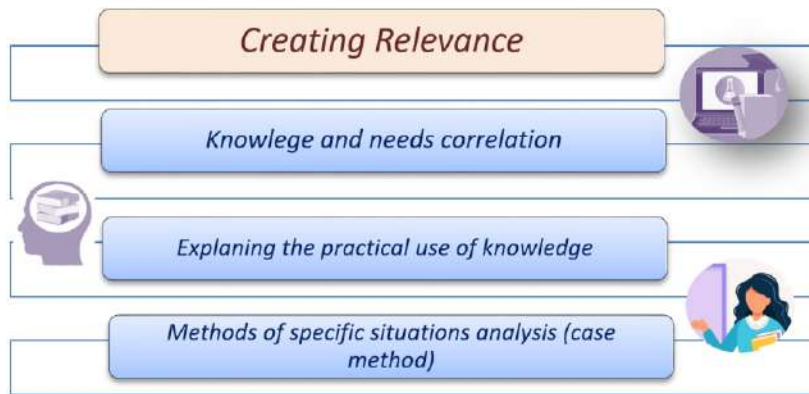 Creating Relevance
Knowlege and needs correlation
Explaning the practical use of knowledge
Methods of specific situations analysis (case
method)